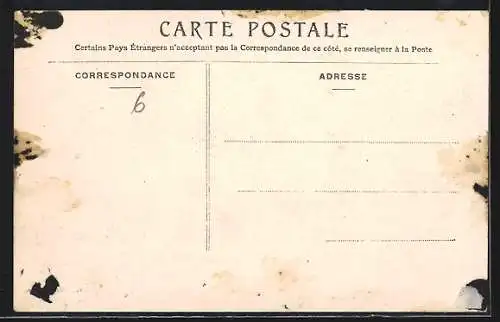 CARTE POSTALE
Certains Pays Étrangers n'acceptant pas la Correspondance de ce côté, se renseigner à la Poste
CORRESPONDANCE
ADRESSE
6